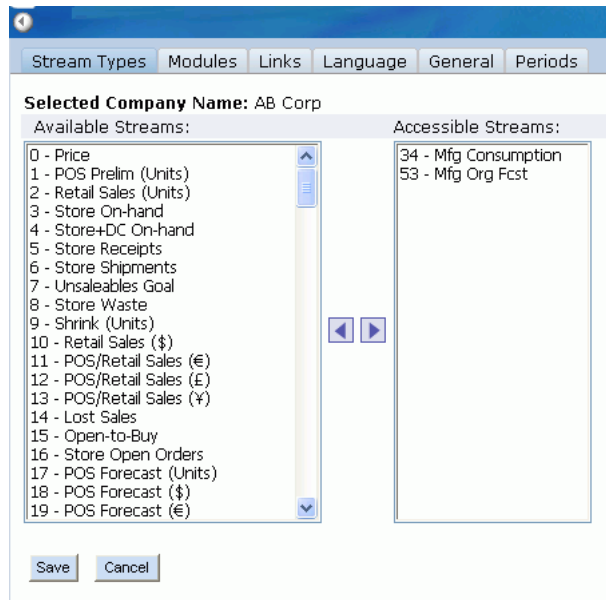 Stream Types Modules Links Language General Periods
Selected Company Name: AB Corp
Available Streams:
0 - Price
1 - POS Prelim (Units)
2 - Retail Sales (Units)
3 - Store On-hand
4 - Store+DC On-hand
5 - Store Receipts
6 - Store Shipments
7 - Unsaleables Goal
8 - Store Waste
9 - Shrink (Units)
10 - Retail Sales ($)
11 - POS/Retail Sales (€)
12 - POS/Retail Sales (£)
13 - POS/Retail Sales (¥)
14 - Lost Sales
15 - Open-to-Buy
16 - Store Open Orders
17 - POS Forecast (Units)
18 - POS Forecast ($)
19 - POS Forecast (€)
Accessible Streams:
34 - Mfg Consumption
53 - Mfg Org Fcst
Save Cancel